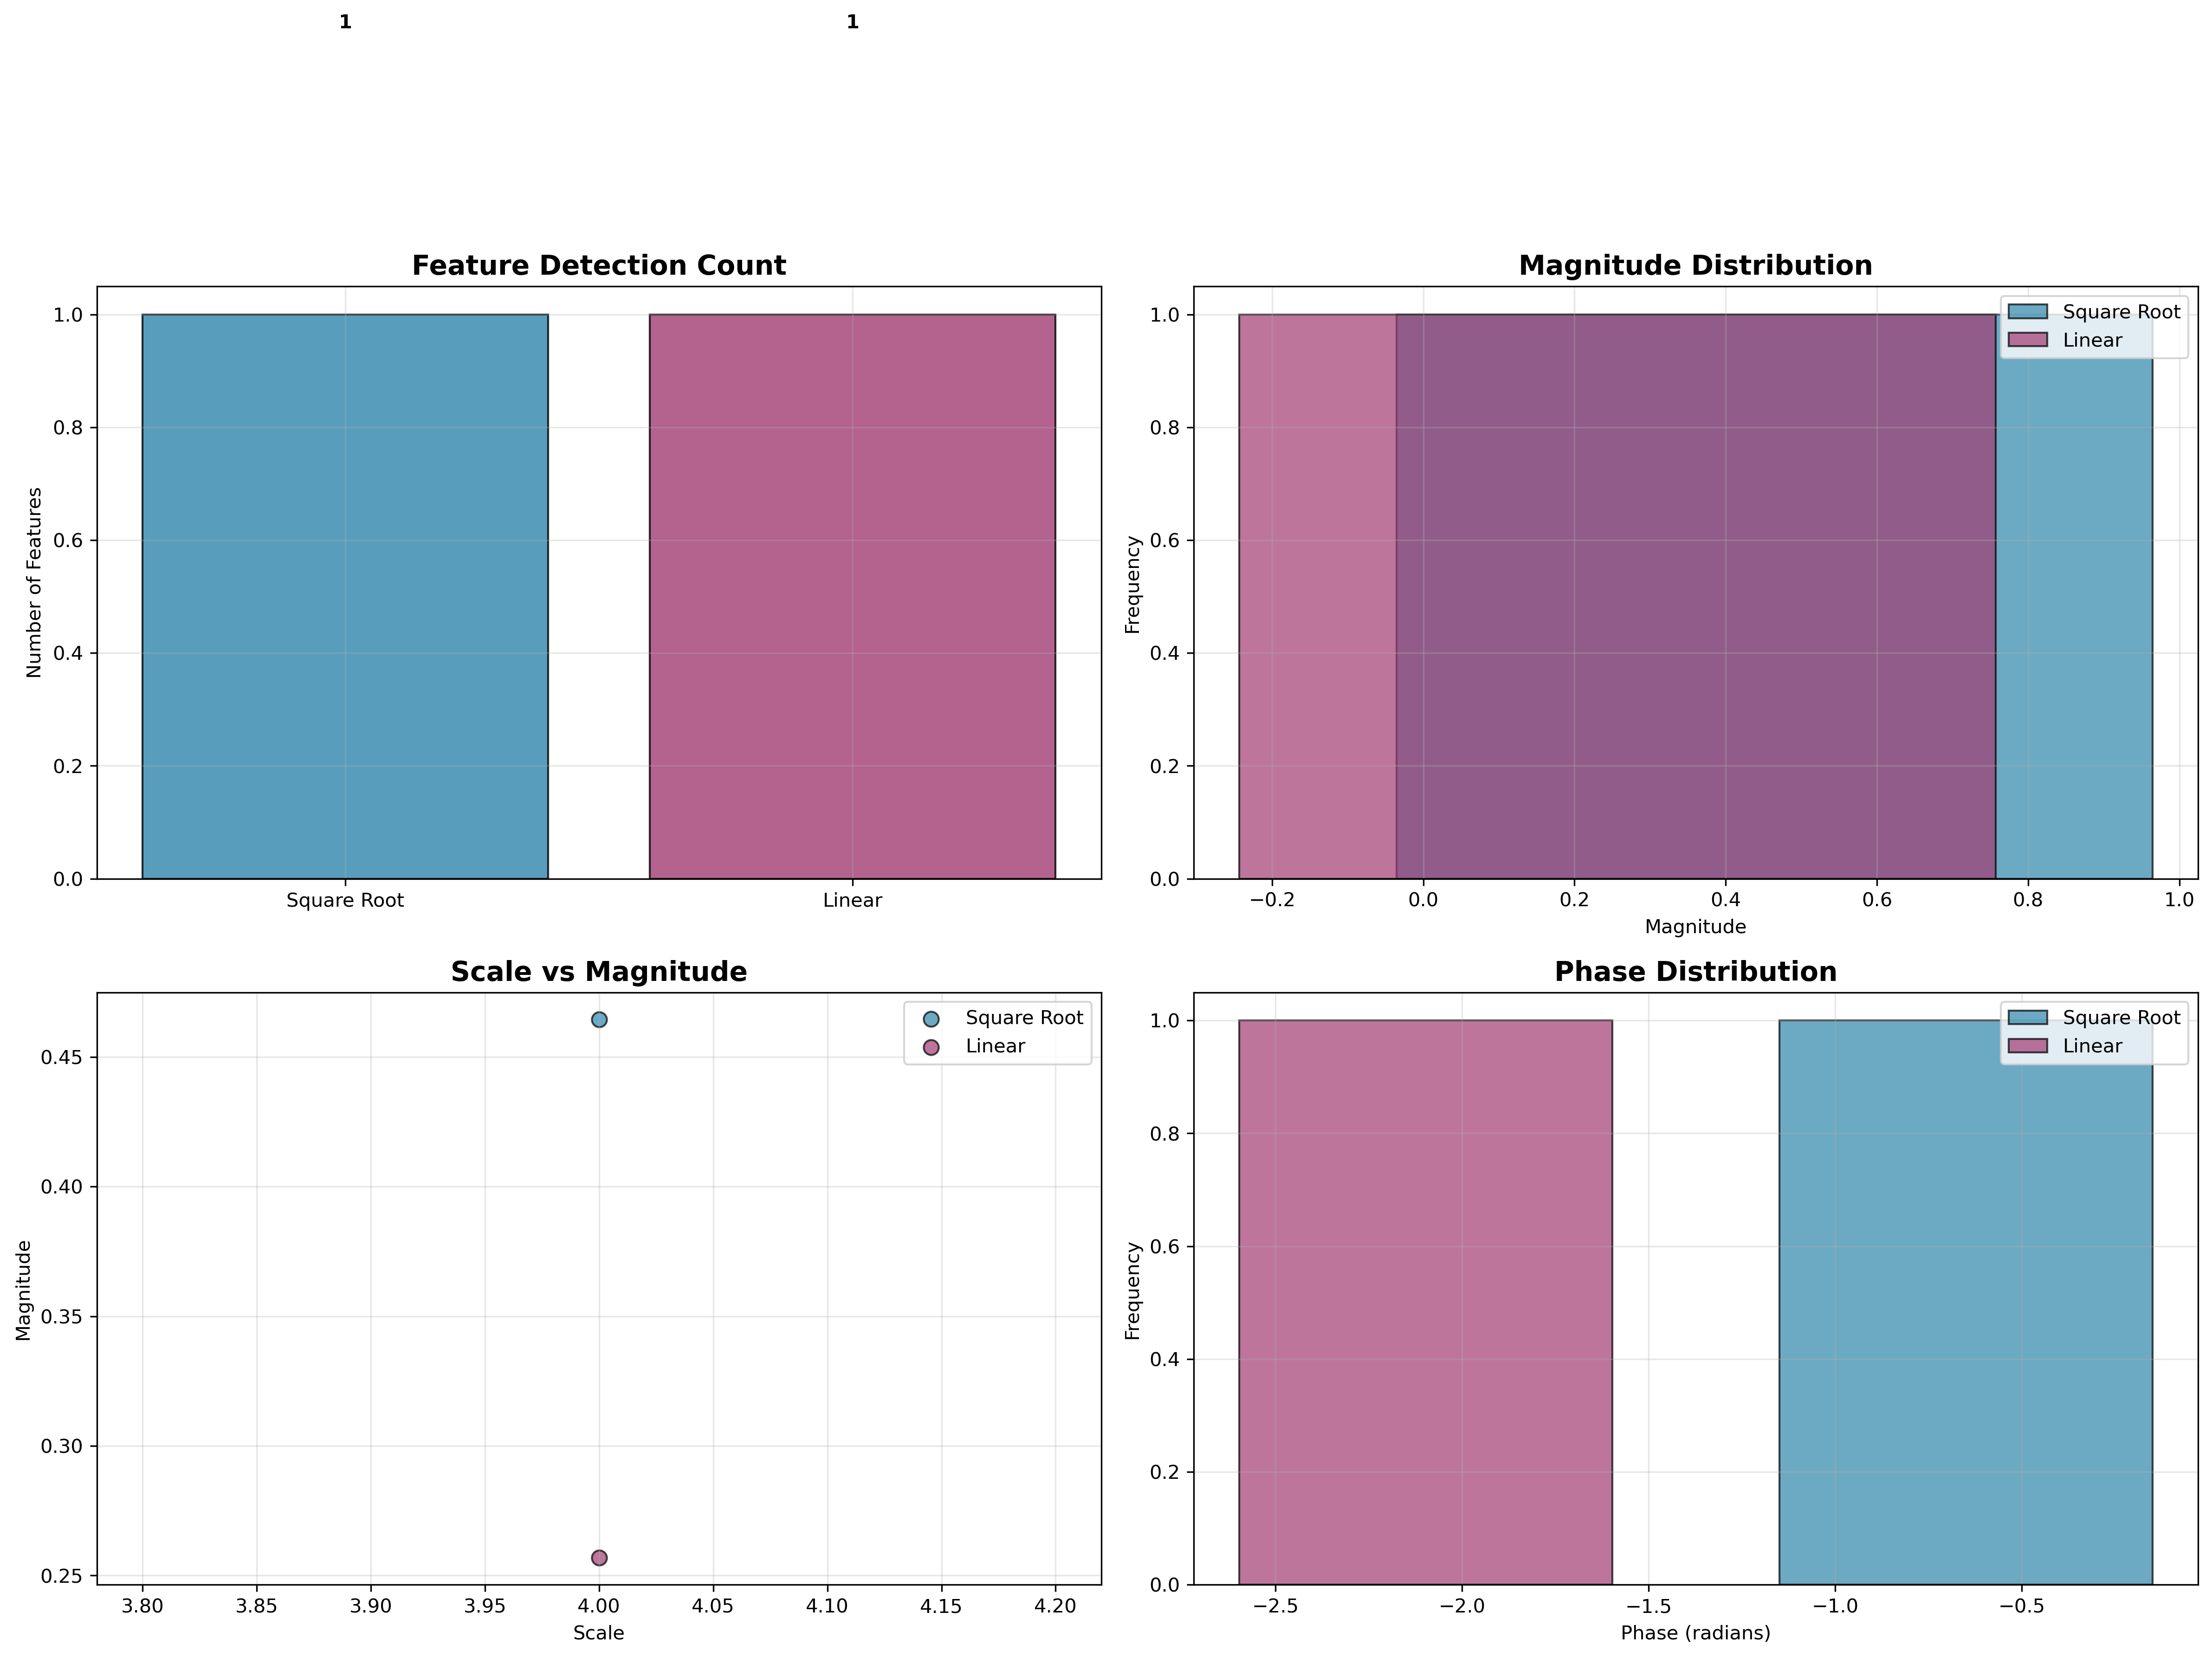 1 1
Feature Detection Count
Number of Features
1.0
0.8
0.6
0.4
0.2
0.0
Square Root Linear
Magnitude Distribution
Square Root
Linear
Frequency
1.0
0.8
0.6
0.4
0.2
0.0
−0.2 0.0 0.2 0.4 0.6 0.8 1.0
Magnitude
Scale vs Magnitude
Square Root
Linear
Magnitude
0.45
0.40
0.35
0.30
0.25
3.80 3.85 3.90 3.95 4.00 4.05 4.10 4.15 4.20
Scale
Phase Distribution
Square Root
Linear
Frequency
1.0
0.8
0.6
0.4
0.2
0.0
−2.5 −2.0 −1.5 −1.0 −0.5
Phase (radians)